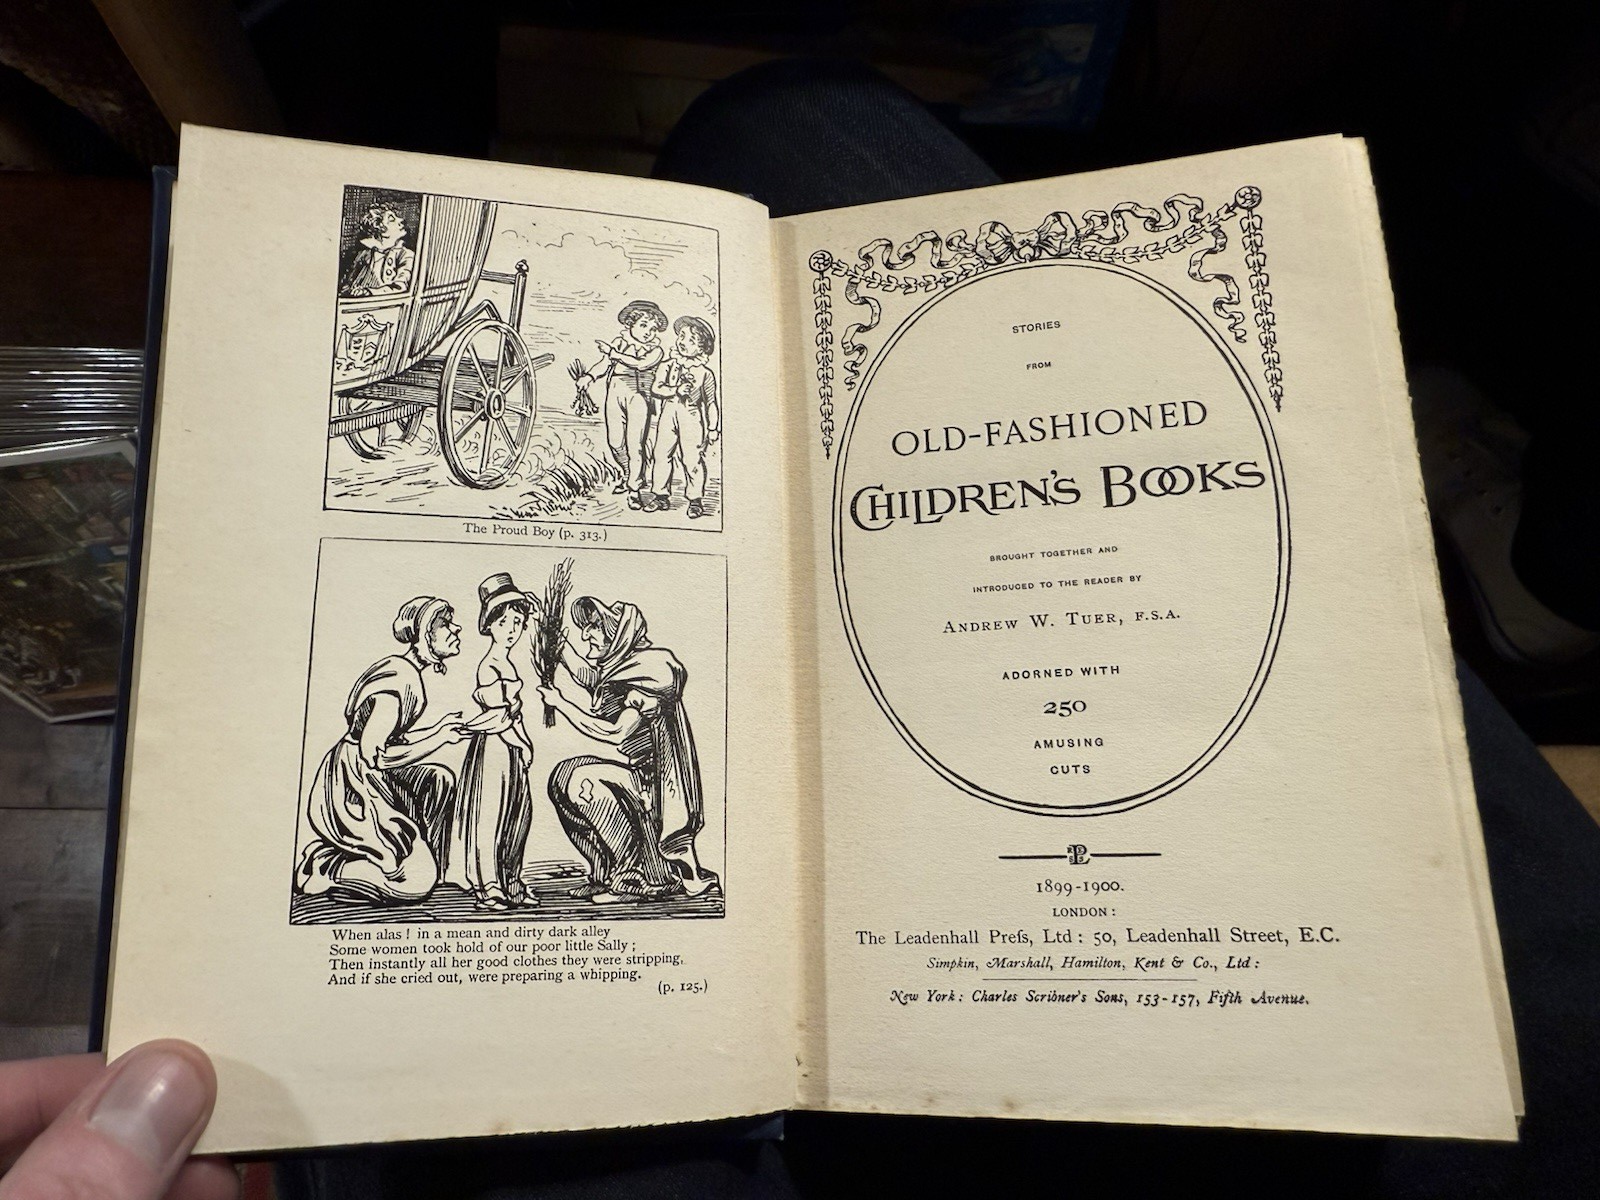 The Proud Boy (p. 313.)
When alas! in a mean and dirty dark alley
Some women took hold of our poor little Sally;
Then instantly all her good clothes they were stripping,
And if she cried out, were preparing a whipping.
(p. 125.)
STORIES
FROM
OLD-FASHIONED
CHILDREN'S BOOKS
BROUGHT TOGETHER AND
INTRODUCED TO THE READER BY
ANDREW W. TUER, F.S.A.
ADORNED WITH
250
AMUSING
CUTS
1899-1900.
LONDON:
The Leadenhall Preſs, Ltd: 50, Leadenhall Street, E.C.
Simpkin, Marshall, Hamilton, Kent & Co., Ltd:
New York: Charles Scribner's Sons, 153-157, Fifth Avenue.